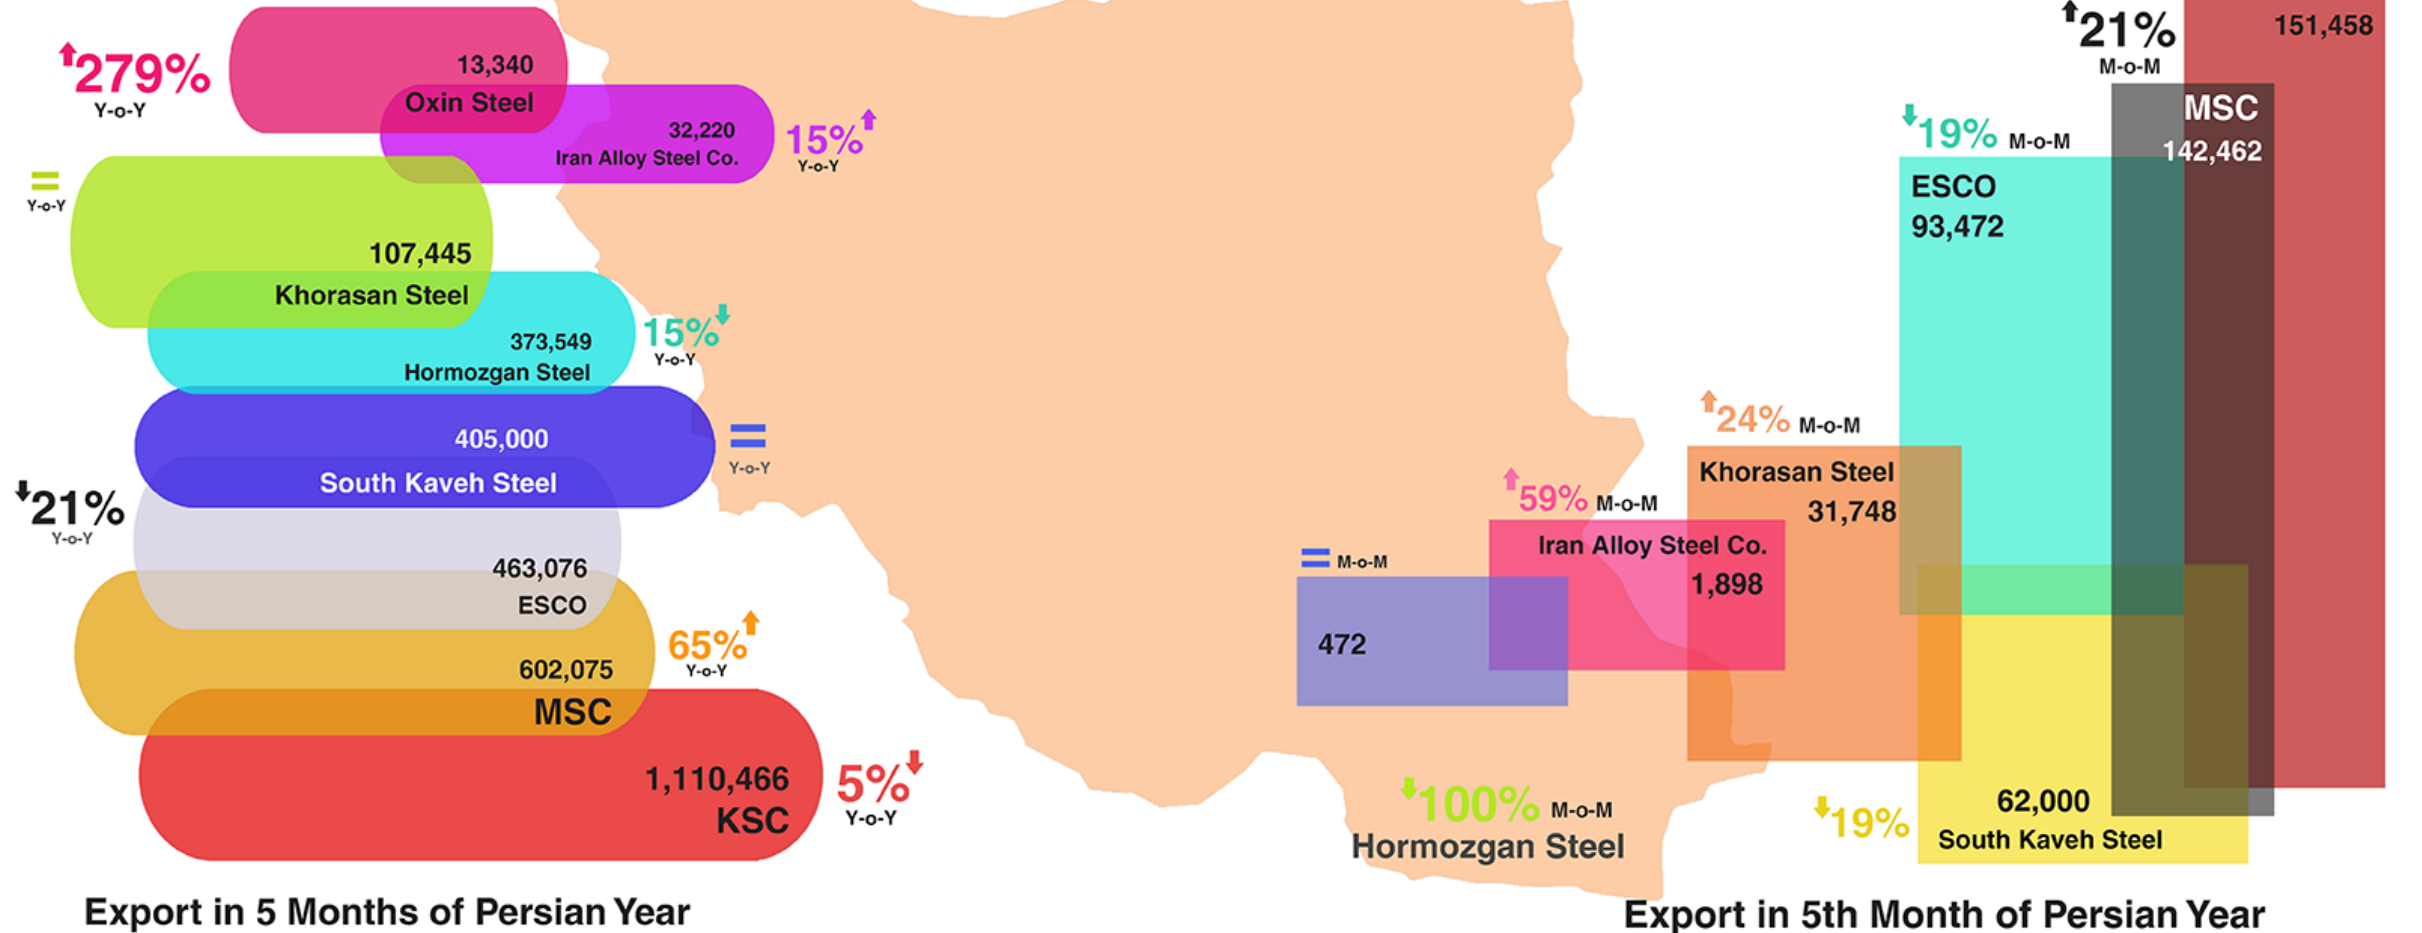 279%
Y-o-Y
13,340
Oxin Steel
32,220
Iran Alloy Steel Co.
15%
Y-o-Y
=
Y-o-Y
107,445
Khorasan Steel
373,549
Hormozgan Steel
15%
Y-o-Y
405,000
South Kaveh Steel
=
Y-o-Y
21%
Y-o-Y
463,076
ESCO
602,075
MSC
65%
Y-o-Y
1,110,466
KSC
5%
Y-o-Y
Export in 5 Months of Persian Year
151,458
21%
M-o-M
MSC
142,462
19% M-o-M
ESCO
93,472
24% M-o-M
Khorasan Steel
31,748
59% M-o-M
Iran Alloy Steel Co.
1,898
= M-o-M
472
100% M-o-M
Hormozgan Steel
19%
62,000
South Kaveh Steel
Export in 5th Month of Persian Year